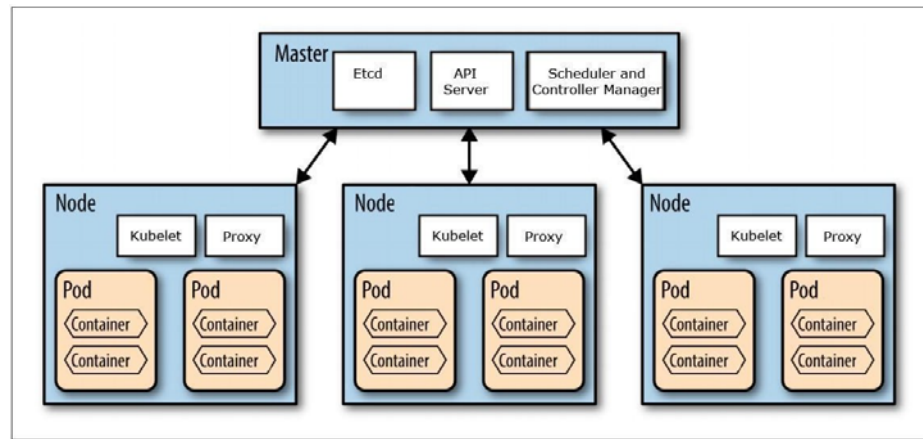 Master
Etcd
API
Server
Scheduler and
Controller Manager
Node
Kubelet
Proxy
Pod
Container
Container
Pod
Container
Container
Node
Kubelet
Proxy
Pod
Container
Container
Pod
Container
Container
Node
Kubelet
Proxy
Pod
Container
Container
Pod
Container
Container